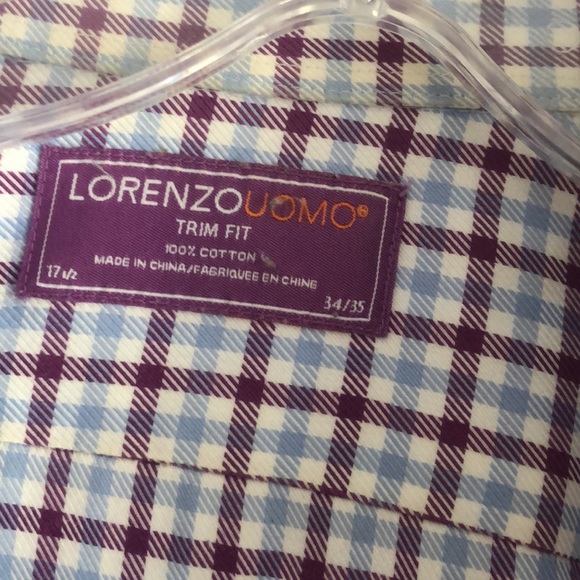 LORENZOUOMO®
TRIM FIT
100% COTTON
MADE IN CHINA/FABRIQUEE EN CHINE
17 1/2
34/35